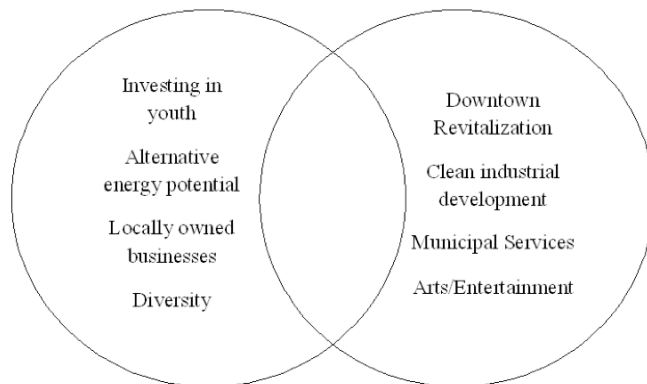 Investing in
youth
Alternative
energy potential
Locally owned
businesses
Diversity
Downtown
Revitalization
Clean industrial
development
Municipal Services
Arts/Entertainment